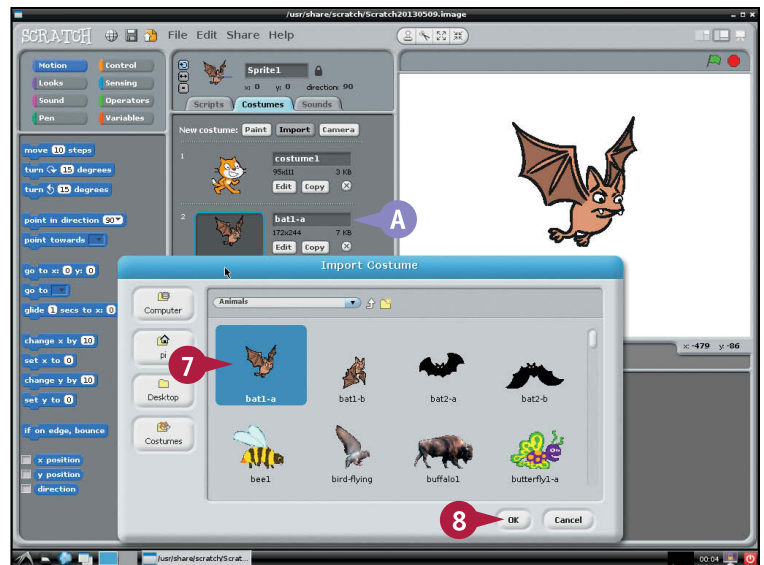 /usr/share/scratch/Scratch20130509.image
SCRATCH File Edit Share Help
Motion Control
Looks Sensing
Sound Operators
Pen Variables
Sprite1
x: 0 y: 0 direction: 90
Scripts Costumes Sounds
New costume: Paint Import Camera
1
costume1
95x111 3 KB
Edit Copy
2
bat1-a
172x244 7 KB
Edit Copy
A
move 10 steps
turn 15 degrees
turn 15 degrees
point in direction 90
point towards
go to x: 0 y: 0
go to
glide 1 secs to x: 0
change x by 10
set x to 0
change y by 10
set y to 0
if on edge, bounce
x position
y position
direction
x: -479 y: -86
Import Costume
Computer
pi
Desktop
Costumes
Animals
7
bat1-a bat1-b bat2-a bat2-b
bee1 bird-flying buffalo1 butterfly1-a
8
OK Cancel
/usr/share/scratch/Scrat...
00:04